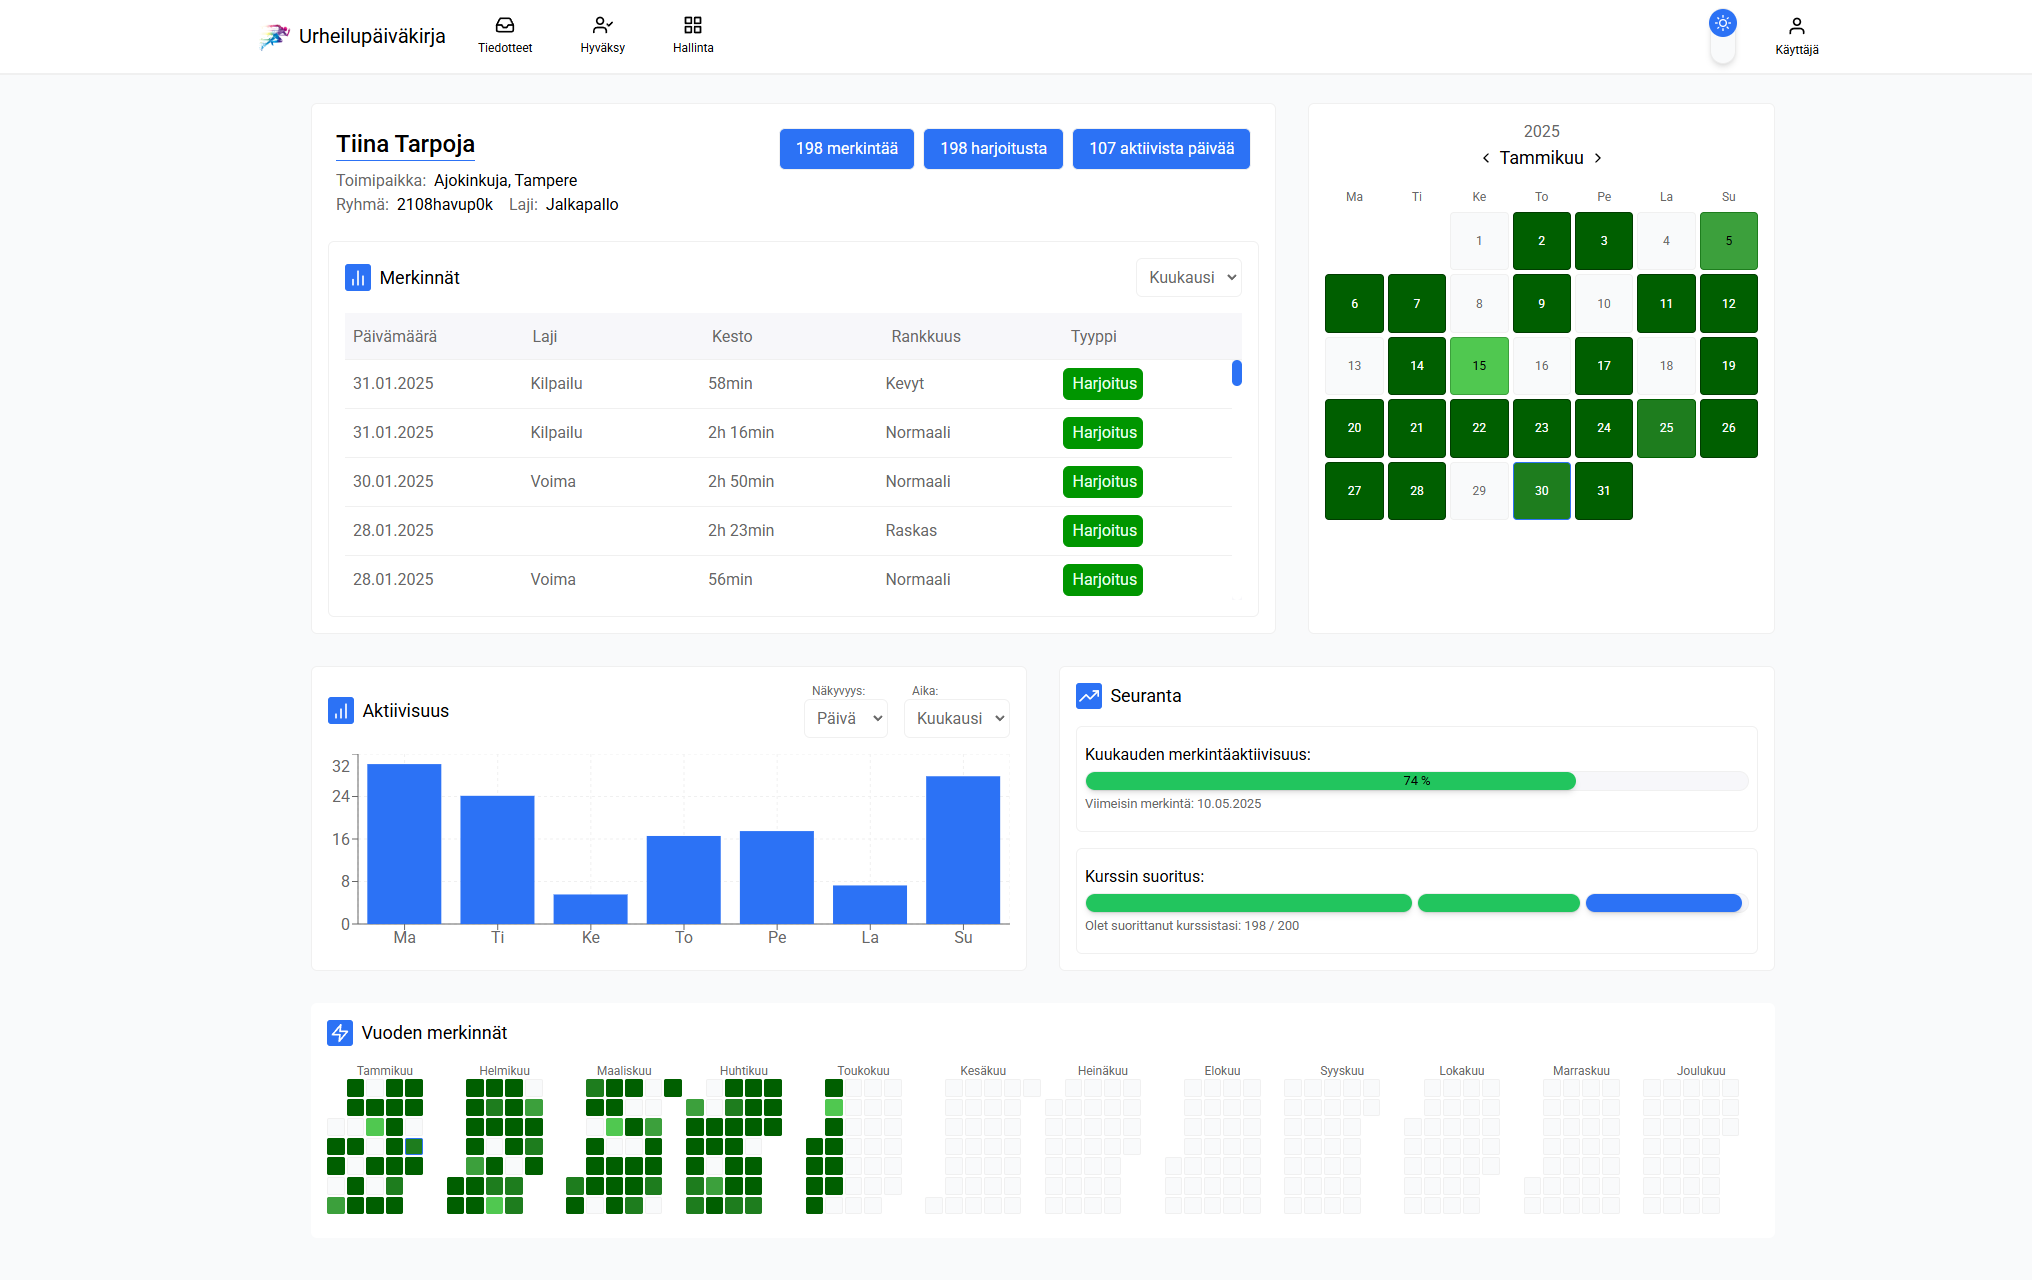 Urheilupäiväkirja
Tiedotteet
Hyväksy
Hallinta
Käyttäjä
Tiina Tarpoja
198 merkintää
198 harjoitusta
107 aktiivista päivää
Toimipaikka: Ajokinkuja, Tampere
Ryhmä: 2108havup0k Laji: Jalkapallo
Merkinnät
Kuukausi
Päivämäärä Laji Kesto Rankkuus Tyyppi
31.01.2025 Kilpailu 58min Kevyt Harjoitus
31.01.2025 Kilpailu 2h 16min Normaali Harjoitus
30.01.2025 Voima 2h 50min Normaali Harjoitus
28.01.2025 2h 23min Raskas Harjoitus
28.01.2025 Voima 56min Normaali Harjoitus
2025
Tammikuu
Ma Ti Ke To Pe La Su
1 2 3 4 5
6 7 8 9 10 11 12
13 14 15 16 17 18 19
20 21 22 23 24 25 26
27 28 29 30 31
Aktiivisuus
Näkyvyys: Aika:
Päivä Kuukausi
32
24
16
8
0
Ma Ti Ke To Pe La Su
Seuranta
Kuukauden merkintäaktiivisuus:
74 %
Viimeisin merkintä: 10.05.2025
Kurssin suoritus:
Olet suorittanut kurssistasi: 198 / 200
Vuoden merkinnät
Tammikuu Helmikuu Maaliskuu Huhtikuu Toukokuu Kesäkuu Heinäkuu Elokuu Syyskuu Lokakuu Marraskuu Joulukuu